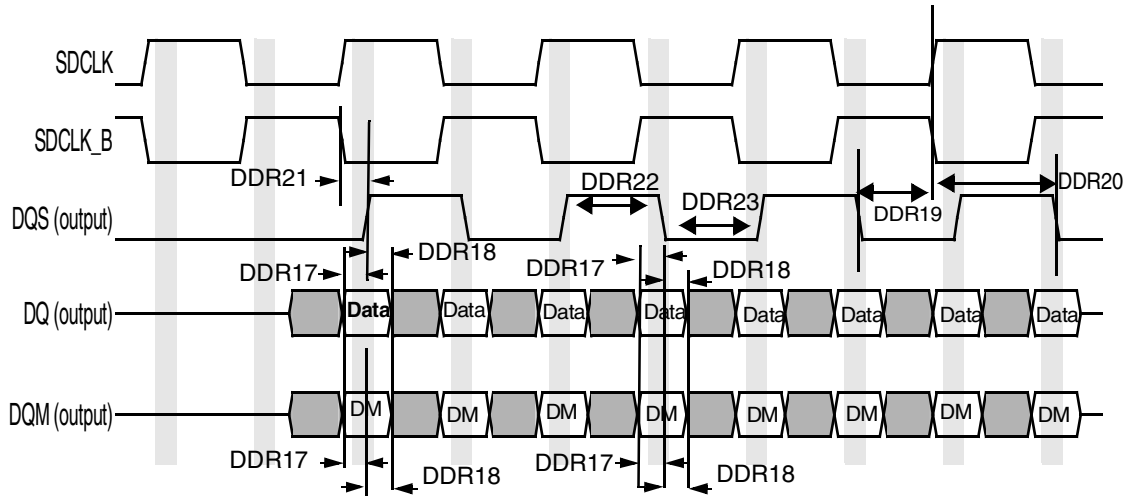 SDCLK
SDCLK_B
DDR21
DDR22
DDR20
DQS (output)
DDR23
DDR19
DDR18
DDR17
DDR17
DDR18
DQ (output)
Data Data Data Data Data Data Data Data
DQM (output)
DM DM DM DM DM DM DM DM
DDR17
DDR18
DDR17
DDR18